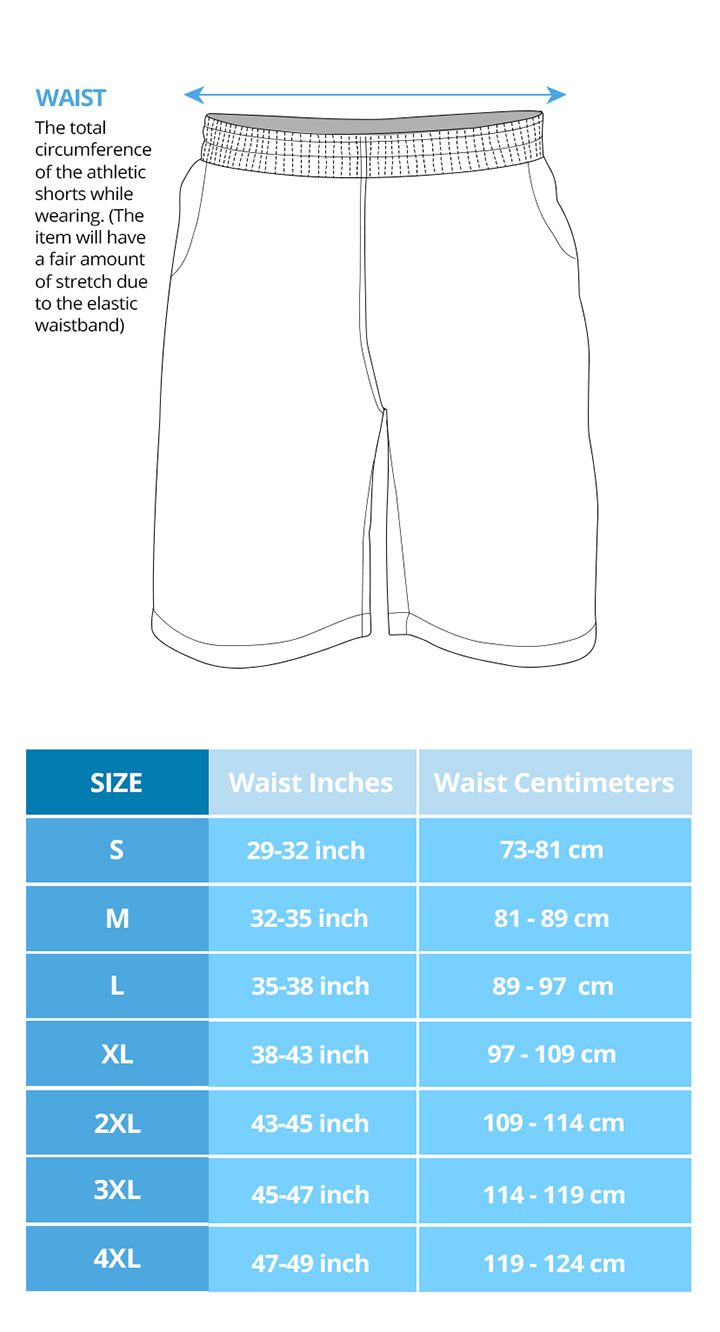 WAIST
The total
circumference
of the athletic
shorts while
wearing. (The
item will have
a fair amount
of stretch due
to the elastic
waistband)
SIZE Waist Inches Waist Centimeters
S 29-32 inch 73-81 cm
M 32-35 inch 81 - 89 cm
L 35-38 inch 89 - 97  cm
XL 38-43 inch 97 - 109 cm
2XL 43-45 inch 109 - 114 cm
3XL 45-47 inch 114 - 119 cm
4XL 47-49 inch 119 - 124 cm